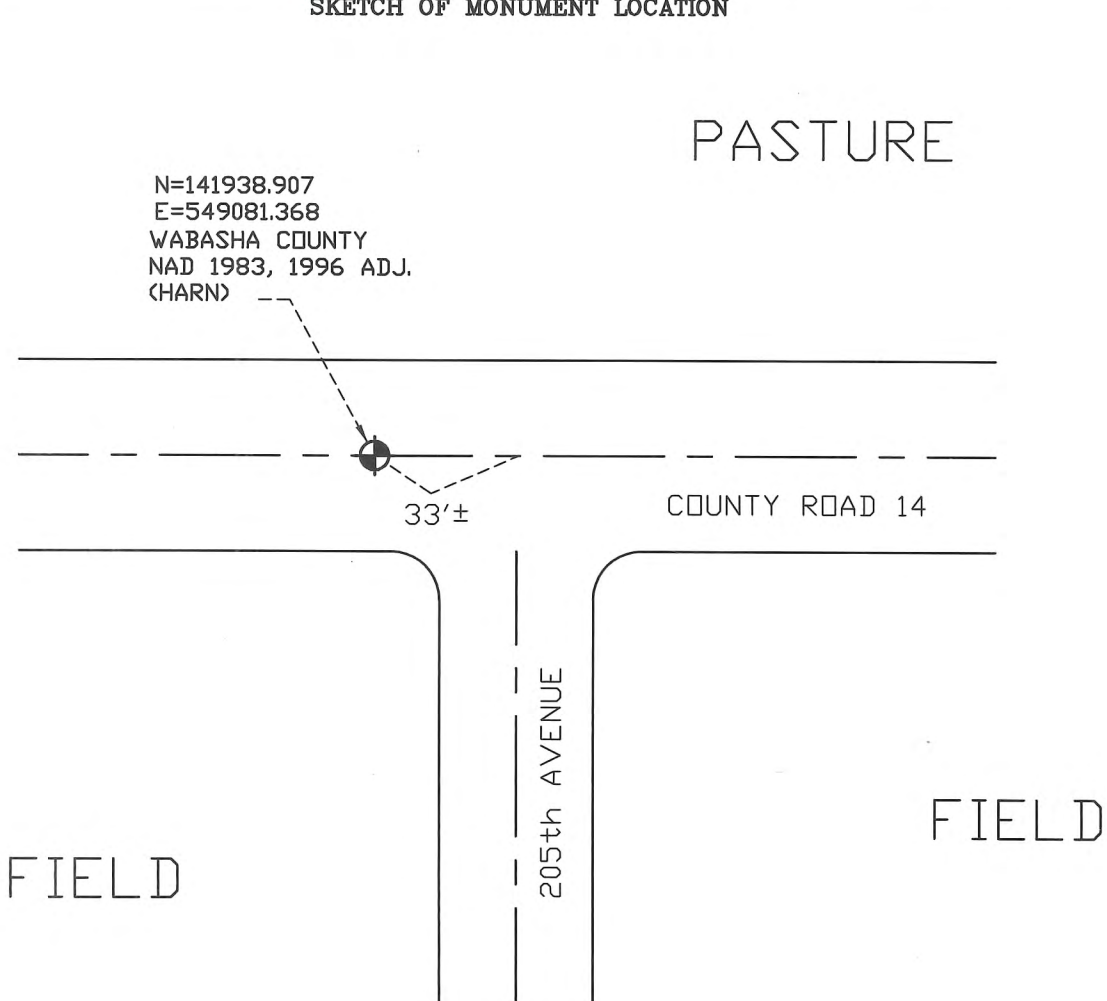 SKETCH OF MONUMENT LOCATION
PASTURE
N=141938.907
E=549081.368
WABASHA COUNTY
NAD 1983, 1996 ADJ.
(HARN)
33'±
COUNTY ROAD 14
205th AVENUE
FIELD
FIELD